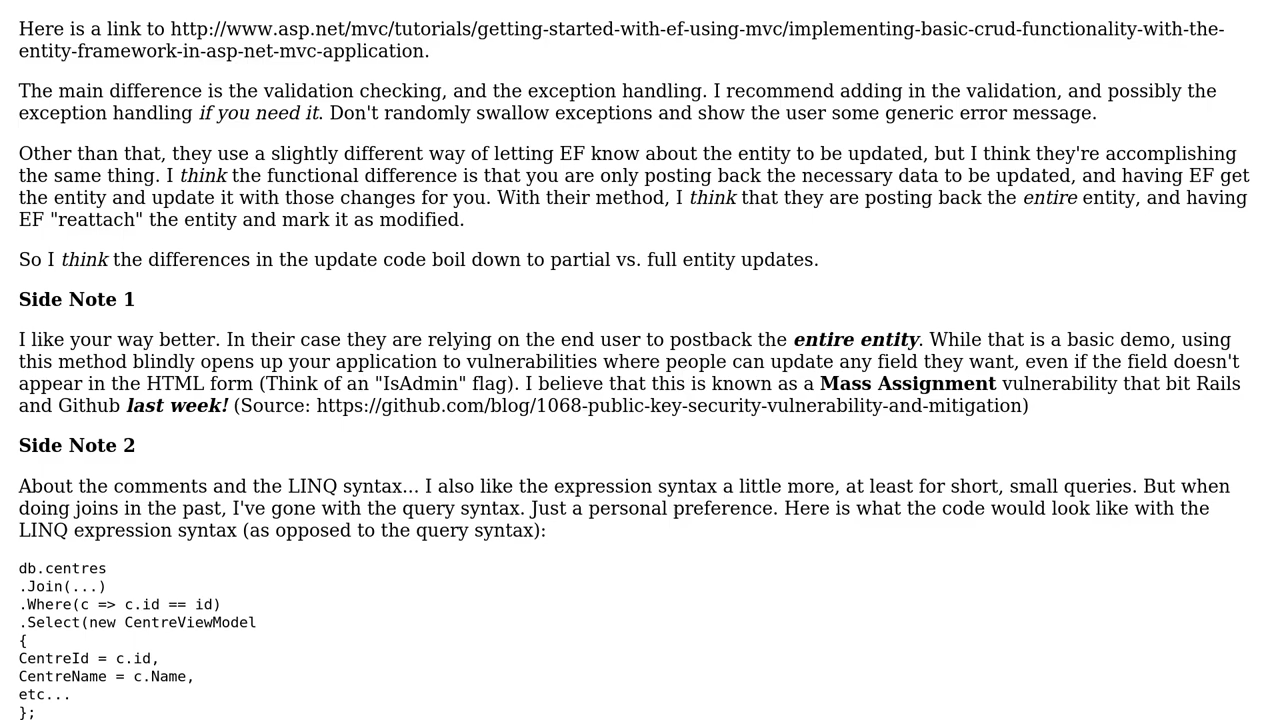 Here is a link to http://www.asp.net/mvc/tutorials/getting-started-with-ef-using-mvc/implementing-basic-crud-functionality-with-the-
entity-framework-in-asp-net-mvc-application.
The main difference is the validation checking, and the exception handling. I recommend adding in the validation, and possibly the
exception handling if you need it. Don't randomly swallow exceptions and show the user some generic error message.
Other than that, they use a slightly different way of letting EF know about the entity to be updated, but I think they're accomplishing
the same thing. I think the functional difference is that you are only posting back the necessary data to be updated, and having EF get
the entity and update it with those changes for you. With their method, I think that they are posting back the entire entity, and having
EF "reattach" the entity and mark it as modified.
So I think the differences in the update code boil down to partial vs. full entity updates.
Side Note 1
I like your way better. In their case they are relying on the end user to postback the entire entity. While that is a basic demo, using
this method blindly opens up your application to vulnerabilities where people can update any field they want, even if the field doesn't
appear in the HTML form (Think of an "IsAdmin" flag). I believe that this is known as a Mass Assignment vulnerability that bit Rails
and Github last week! (Source: https://github.com/blog/1068-public-key-security-vulnerability-and-mitigation)
Side Note 2
About the comments and the LINQ syntax... I also like the expression syntax a little more, at least for short, small queries. But when
doing joins in the past, I've gone with the query syntax. Just a personal preference. Here is what the code would look like with the
LINQ expression syntax (as opposed to the query syntax):
db.centres
.Join(...)
.Where(c => c.id == id)
.Select(new CentreViewModel
{
CentreId = c.id,
CentreName = c.Name,
etc...
};